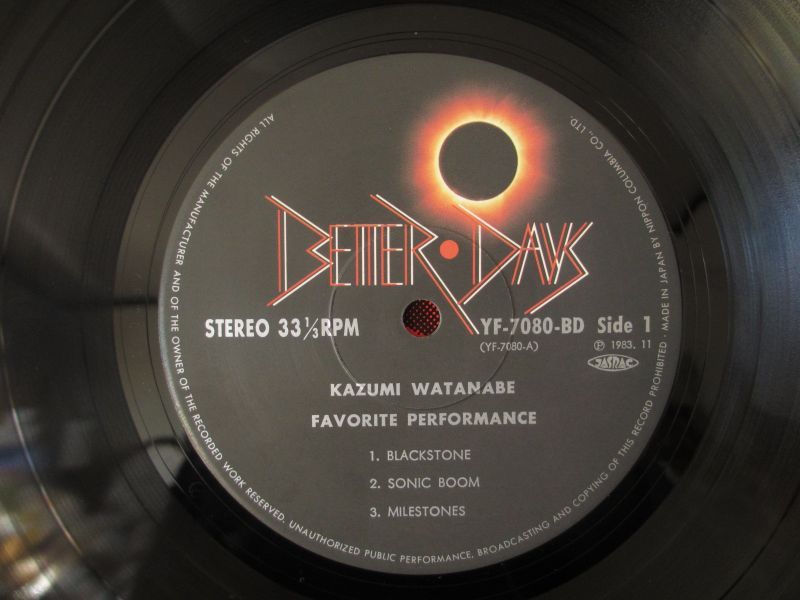 BETTER·DAYS
STEREO 33⅓RPM
YF-7080-BD Side 1
(YF-7080-A)
Ⓟ 1983. 11
JASRAC
KAZUMI WATANABE
FAVORITE PERFORMANCE
1. BLACKSTONE
2. SONIC BOOM
3. MILESTONES
ALL RIGHTS OF THE MANUFACTURER AND OF THE OWNER OF THE RECORDED WORK RESERVED. UNAUTHORIZED PUBLIC PERFORMANCE, BROADCASTING AND COPYING OF THIS RECORD PROHIBITED · MADE IN JAPAN BY NIPPON COLUMBIA CO., LTD.